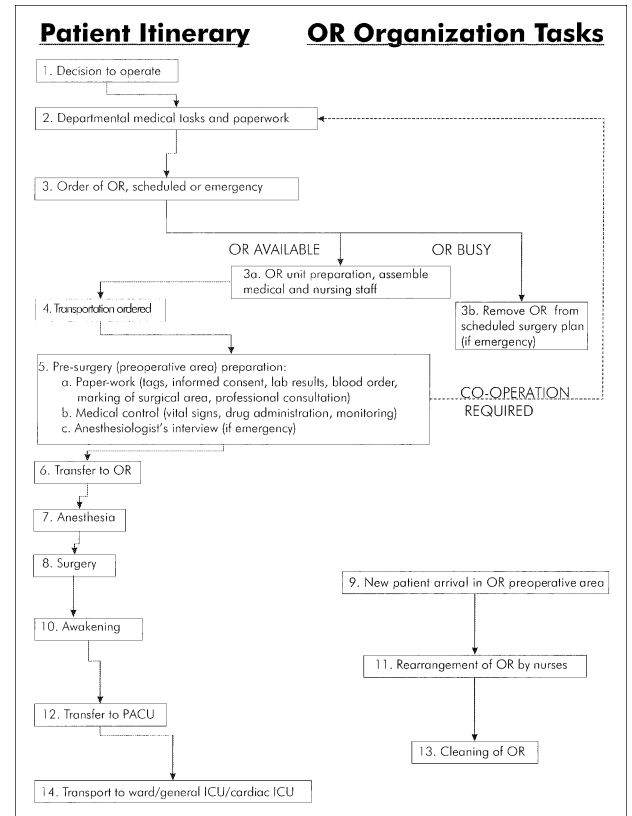 Patient Itinerary
OR Organization Tasks
1. Decision to operate
2. Departmental medical tasks and paperwork
3. Order of OR, scheduled or emergency
OR AVAILABLE
OR BUSY
3a. OR unit preparation, assemble
medical and nursing staff
4. Transportation ordered
3b. Remove OR from
scheduled surgery plan
(if emergency)
5. Pre-surgery (preoperative area) preparation:
a. Paper-work (tags, informed consent, lab results, blood order,
marking of surgical area, professional consultation)
b. Medical control (vital signs, drug administration, monitoring)
c. Anesthesiologist's interview (if emergency)
CO-OPERATION
REQUIRED
6. Transfer to OR
7. Anesthesia
8. Surgery
9. New patient arrival in OR preoperative area
10. Awakening
11. Rearrangement of OR by nurses
12. Transfer to PACU
13. Cleaning of OR
14. Transport to ward/general ICU/cardiac ICU